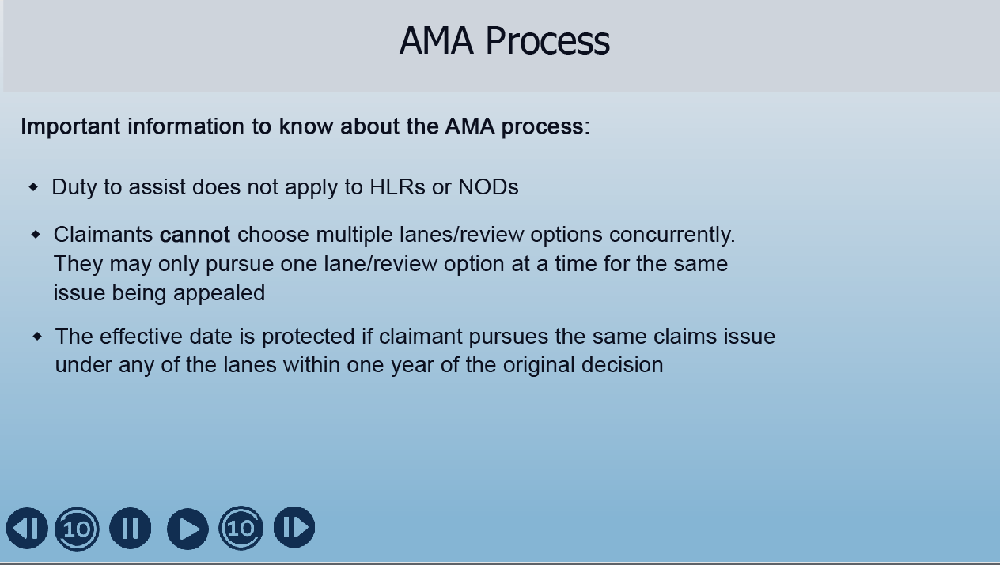 AMA Process
Important information to know about the AMA process:
Duty to assist does not apply to HLRs or NODs
Claimants cannot choose multiple lanes/review options concurrently.
They may only pursue one lane/review option at a time for the same
issue being appealed
The effective date is protected if claimant pursues the same claims issue
under any of the lanes within one year of the original decision
10 10